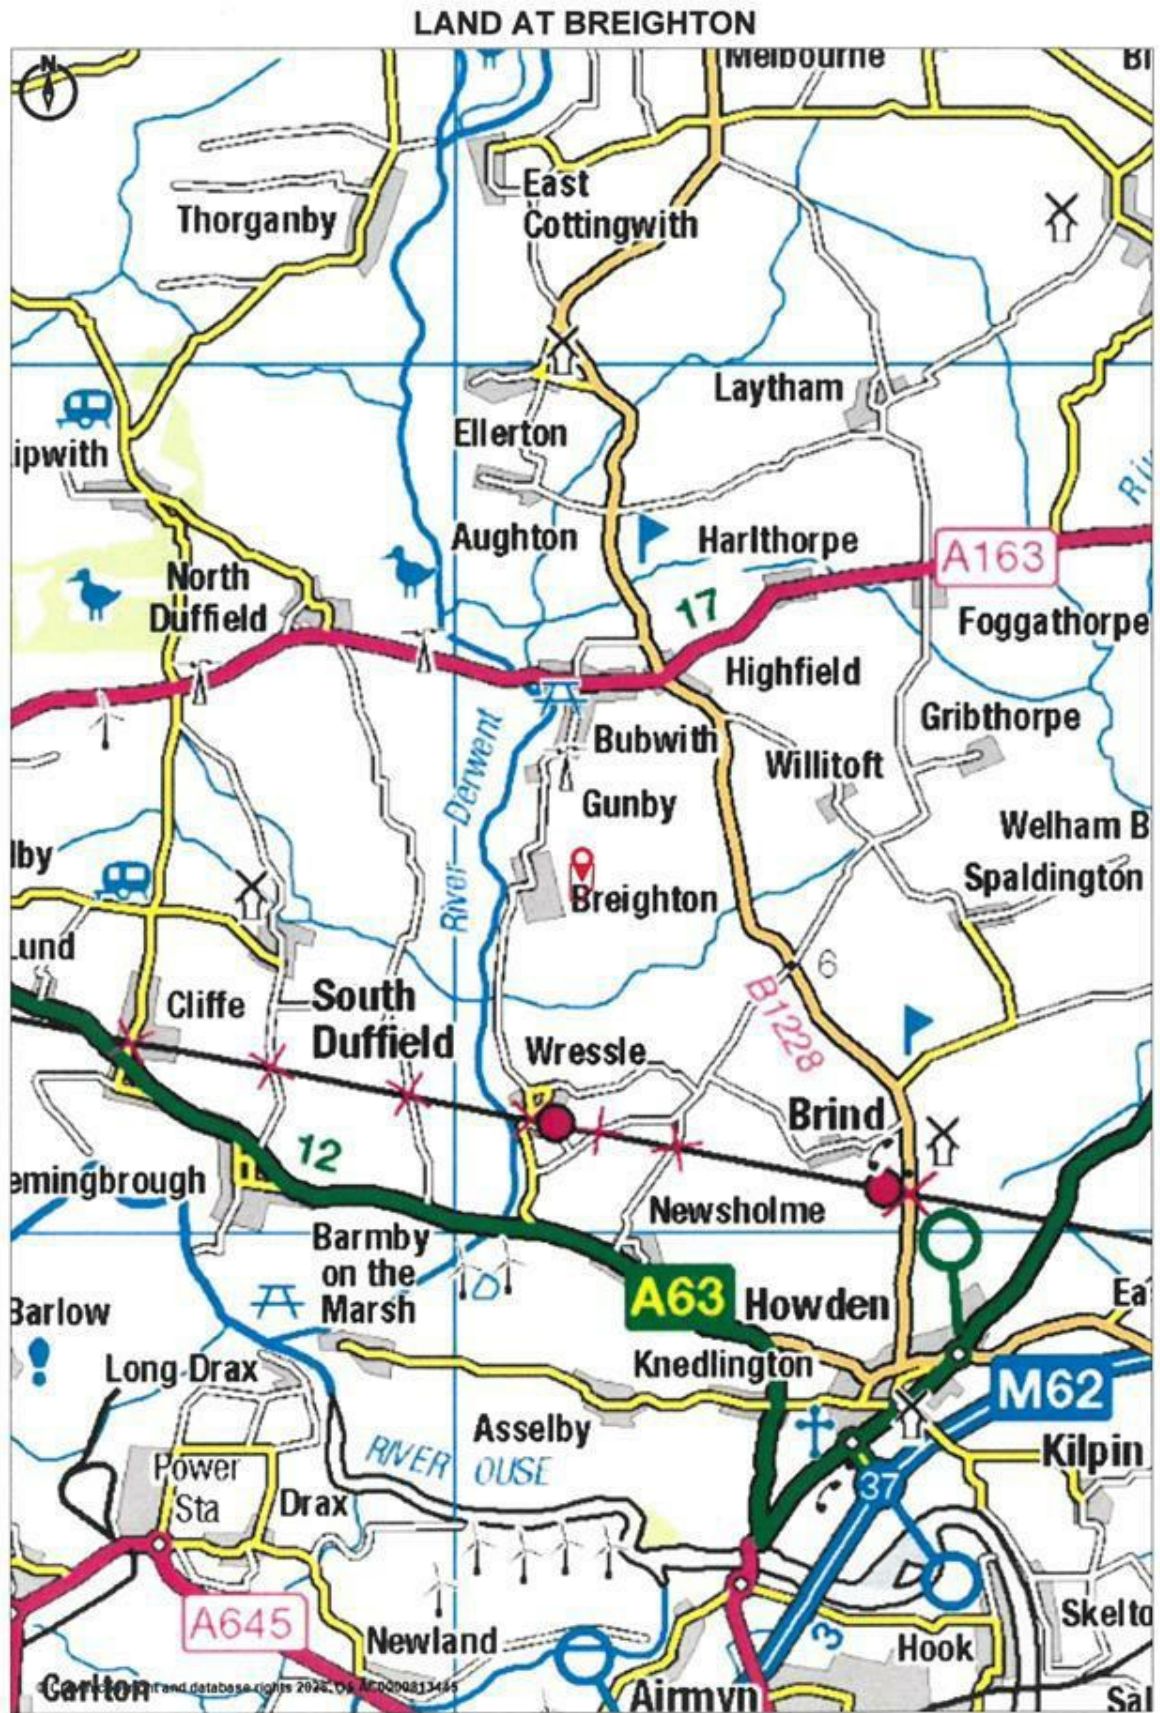 LAND AT BREIGHTON
N
Melbourne
East
Cottingwith
Thorganby
Laytham
Ellerton
ipwith
Aughton
Harlthorpe
A163
North
Duffield
17
Foggathorpe
Highfield
Gribthorpe
Bubwith
Willitoft
River Derwent
Gunby
Welham B
lby
Spaldington
Breighton
Lund
6
Cliffe
South
Duffield
B1228
Wressle
Brind
12
emingbrough
Newsholme
Barmby
on the
Marsh
A63
Howden
Ea
Barlow
Long Drax
Knedlington
M62
Asselby
Kilpin
RIVER OUSE
Power
Sta
Drax
37
A645
Newland
3
Hook
Skelto
Carlton
and database rights
Airmyn
Sal